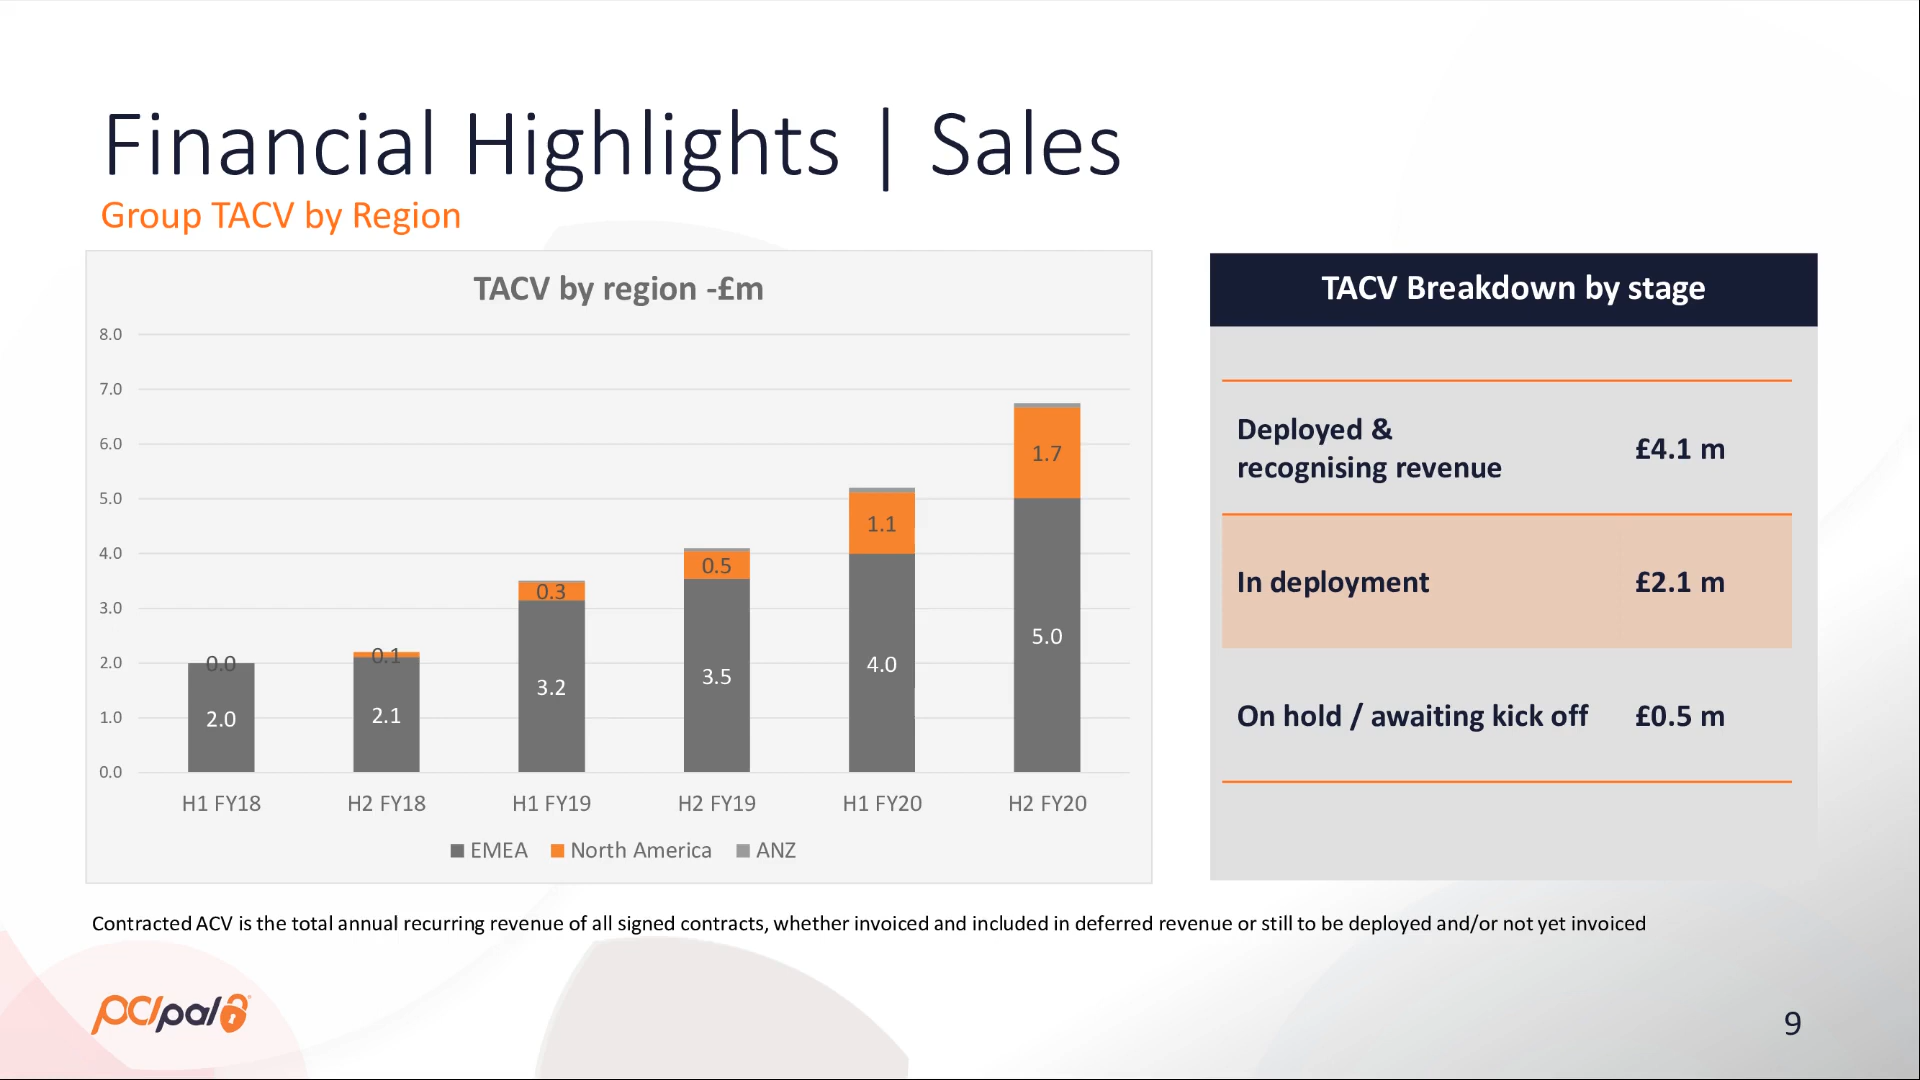 Financial Highlights | Sales
Group TACV by Region
TACV by region -£m
8.0
7.0
6.0
5.0
4.0
3.0
2.0
1.0
0.0
0.0
2.0
0.1
2.1
0.3
3.2
0.5
3.5
1.1
4.0
1.7
5.0
H1 FY18
H2 FY18
H1 FY19
H2 FY19
H1 FY20
H2 FY20
EMEA
North America
ANZ
TACV Breakdown by stage
Deployed &
recognising revenue
£4.1 m
In deployment
£2.1 m
On hold / awaiting kick off
£0.5 m
Contracted ACV is the total annual recurring revenue of all signed contracts, whether invoiced and included in deferred revenue or still to be deployed and/or not yet invoiced
pcipal
9